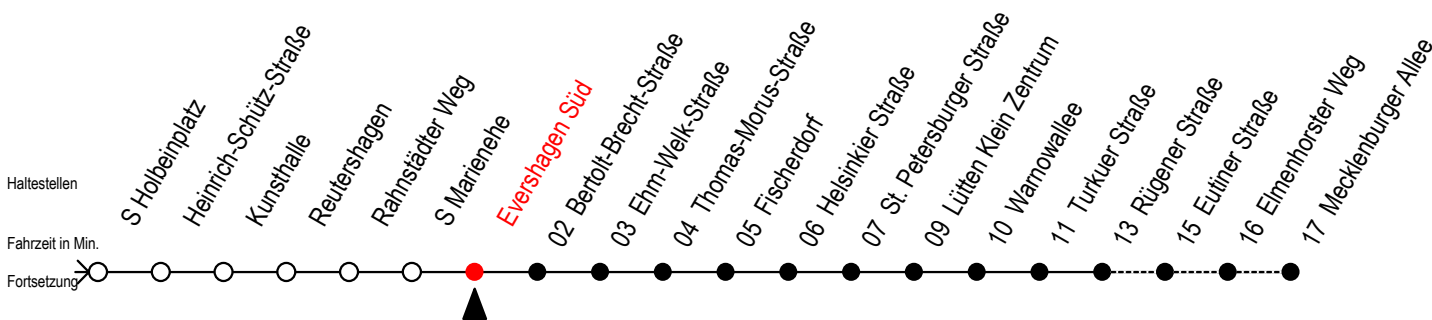 Haltestellen
Fahrzeit in Min.
Fortsetzung
S Holbeinplatz
Heinrich-Schütz-Straße
Kunsthalle
Reutershagen
Rahnstädter Weg
S Marienehe
Evershagen Süd
02 Bertolt-Brecht-Straße
03 Ehm-Welk-Straße
04 Thomas-Morus-Straße
05 Fischerdorf
06 Helsinkier Straße
07 St. Petersburger Straße
09 Lütten Klein Zentrum
10 Warnowallee
11 Turkuer Straße
13 Rügener Straße
15 Eutiner Straße
16 Elmenhorster Weg
17 Mecklenburger Allee